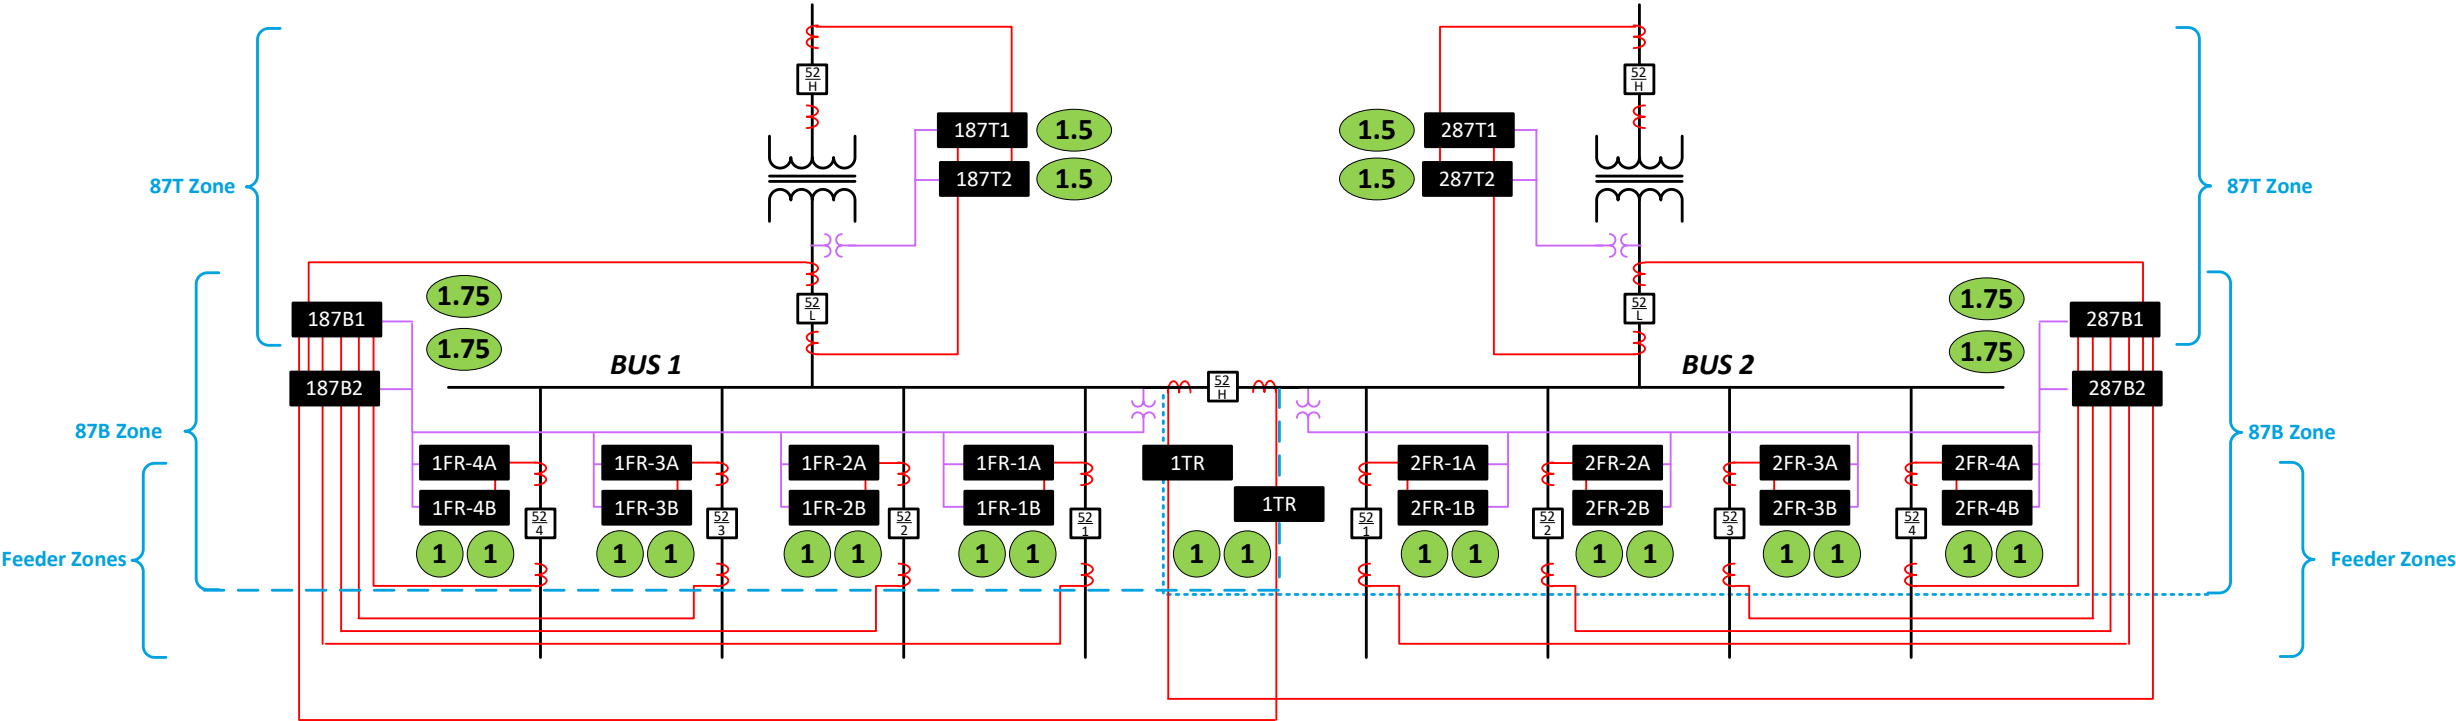 52
H
52
H
187T1
1.5
1.5
287T1
187T2
1.5
1.5
287T2
87T Zone
87T Zone
1.75
1.75
52
L
52
L
187B1
287B1
1.75
1.75
BUS 1
BUS 2
187B2
52
H
287B2
87B Zone
87B Zone
1FR-4A
1FR-3A
1FR-2A
1FR-1A
1TR
2FR-1A
2FR-2A
2FR-3A
2FR-4A
1FR-4B
1FR-3B
1FR-2B
1FR-1B
1TR
2FR-1B
2FR-2B
2FR-3B
2FR-4B
52
4
52
3
52
2
52
1
52
1
52
2
52
3
52
4
Feeder Zones
1 1
1 1
1 1
1 1
1 1
1 1
1 1
1 1
1 1
Feeder Zones